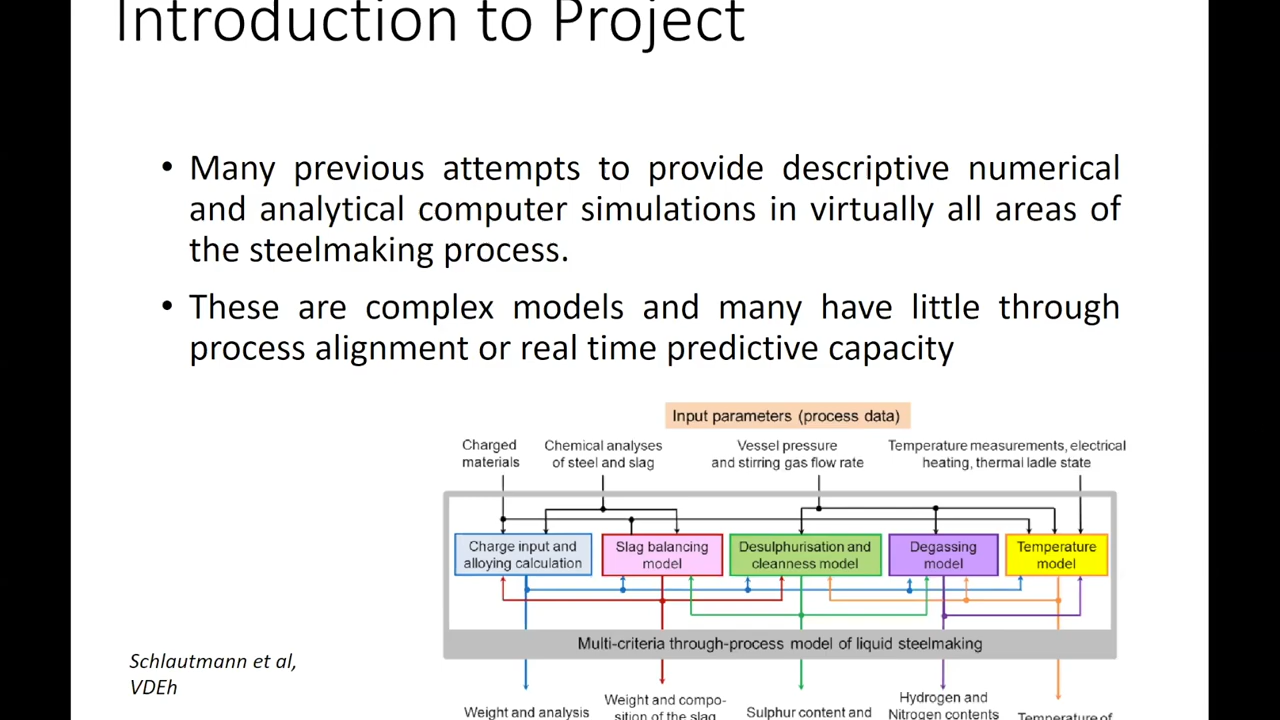 Introduction to Project
• Many previous attempts to provide descriptive numerical
and analytical computer simulations in virtually all areas of
the steelmaking process.
• These are complex models and many have little through
process alignment or real time predictive capacity
Input parameters (process data)
Charged
materials
Chemical analyses
of steel and slag
Vessel pressure
and stirring gas flow rate
Temperature measurements, electrical
heating, thermal ladle state
Charge input and
alloying calculation
Slag balancing
model
Desulphurisation and
cleanness model
Degassing
model
Temperature
model
Multi-criteria through-process model of liquid steelmaking
Schlautmann et al,
VDEh
Weight and analysis
Weight and compo-
sition of the slag
Sulphur content and
Hydrogen and
Nitrogen contents
Temperature of